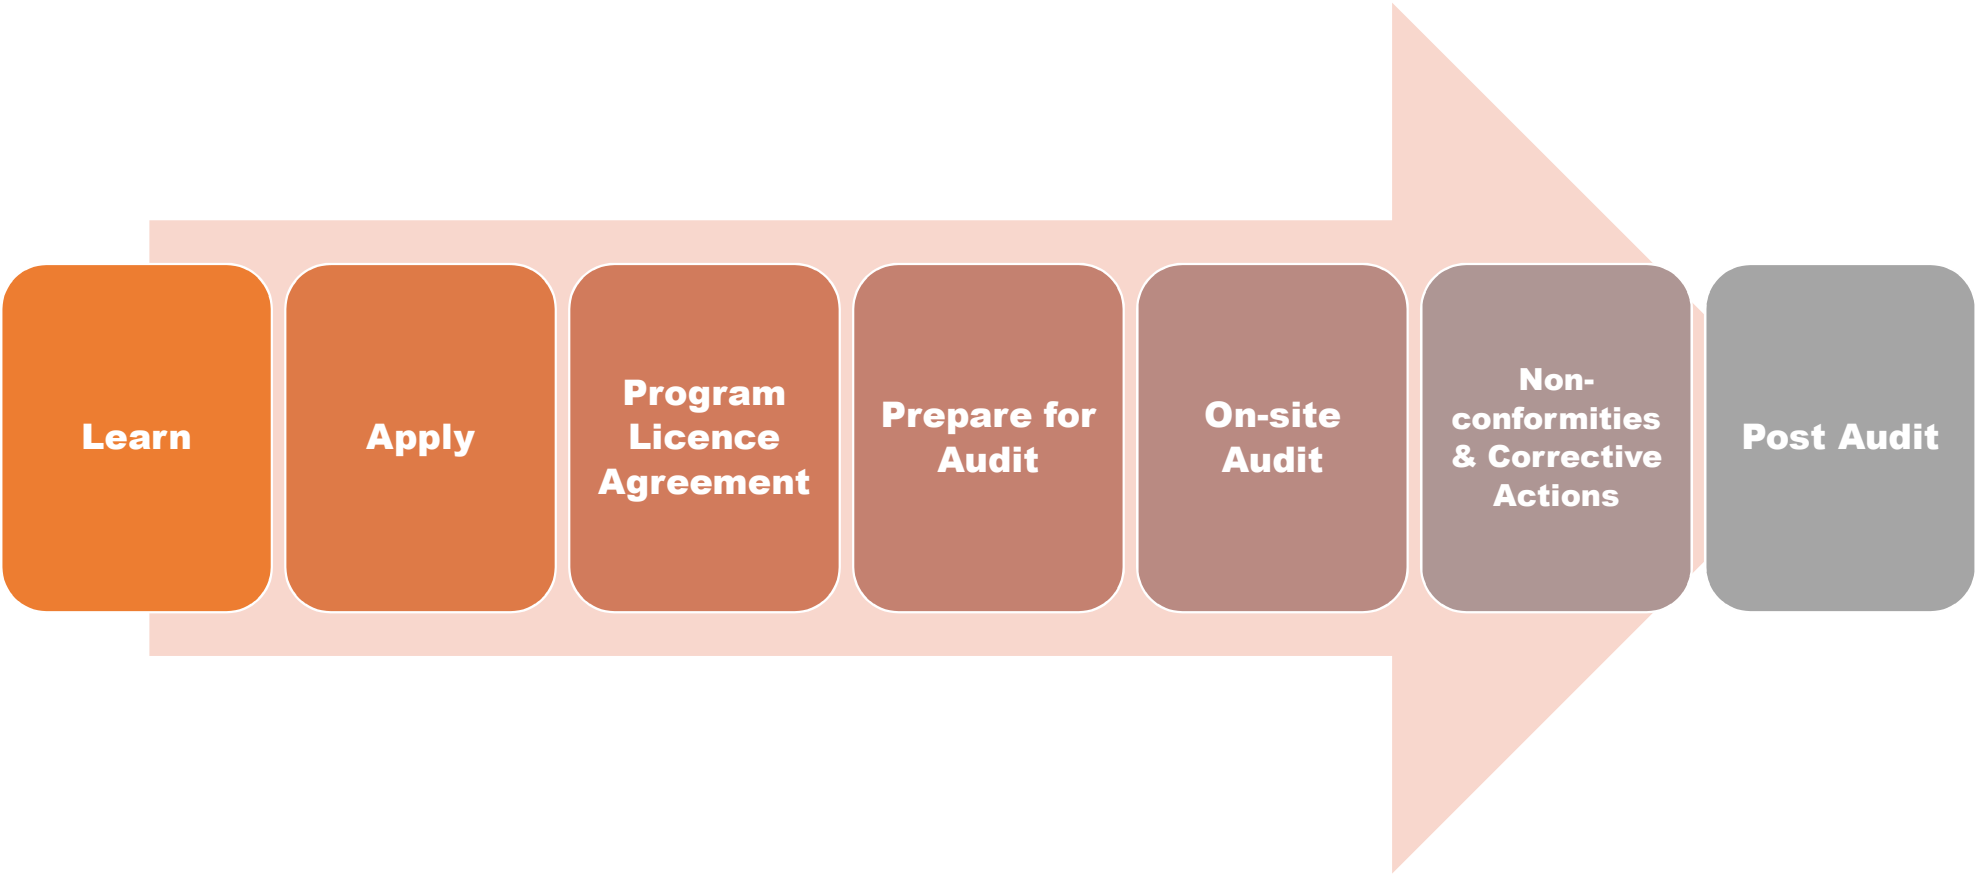 Learn
Apply
Program
Licence
Agreement
Prepare for
Audit
On-site
Audit
Non-
conformities
& Corrective
Actions
Post Audit